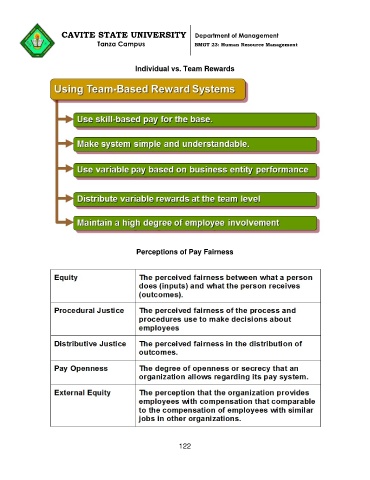 CAVITE STATE UNIVERSITY
Tanza Campus
Department of Management
BMGT 22: Human Resource Management
Individual vs. Team Rewards
Using Team-Based Reward Systems
Use skill-based pay for the base.
Make system simple and understandable.
Use variable pay based on business entity performance
Distribute variable rewards at the team level
Maintain a high degree of employee involvement
Perceptions of Pay Fairness
Equity
The perceived fairness between what a person
does (inputs) and what the person receives
(outcomes).
Procedural Justice
The perceived fairness of the process and
procedures use to make decisions about
employees
Distributive Justice
The perceived fairness in the distribution of
outcomes.
Pay Openness
The degree of openness or secrecy that an
organization allows regarding its pay system.
External Equity
The perception that the organization provides
employees with compensation that comparable
to the compensation of employees with similar
jobs in other organizations.
122